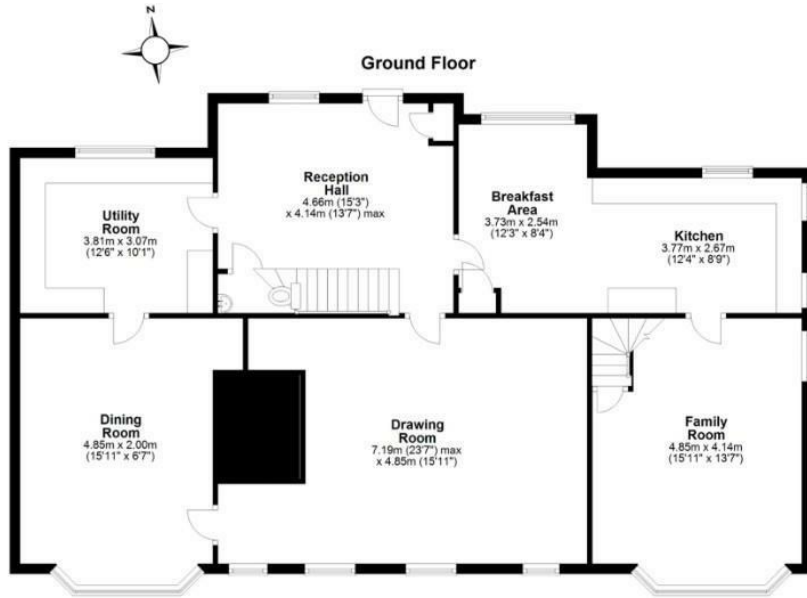 N
Ground Floor
Reception
Hall
4.66m (15'3")
x 4.14m (13'7") max
Utility
Room
3.81m x 3.07m
(12'6" x 10'1")
Breakfast
Area
3.73m x 2.54m
(12'3" x 8'4")
Kitchen
3.77m x 2.67m
(12'4" x 8'9")
Dining
Room
4.85m x 2.00m
(15'11" x 6'7")
Drawing
Room
7.19m (23'7") max
x 4.85m (15'11")
Family
Room
4.85m x 4.14m
(15'11" x 13'7")